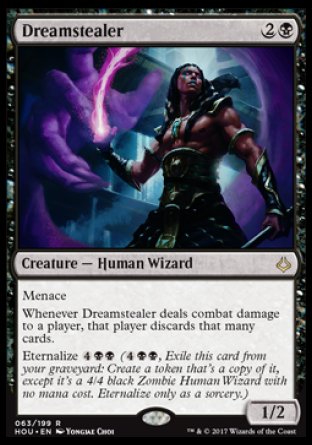 Dreamstealer 2
Creature — Human Wizard
Menace
Whenever Dreamstealer deals combat damage
to a player, that player discards that many
cards.
Eternalize 4 (4, Exile this card from
your graveyard: Create a token that's a copy of it,
except it's a 4/4 black Zombie Human Wizard with
no mana cost. Eternalize only as a sorcery.)
063/199 R
HOU • EN YONGJAE CHOI
1/2
™ & © 2017 Wizards of the Coast